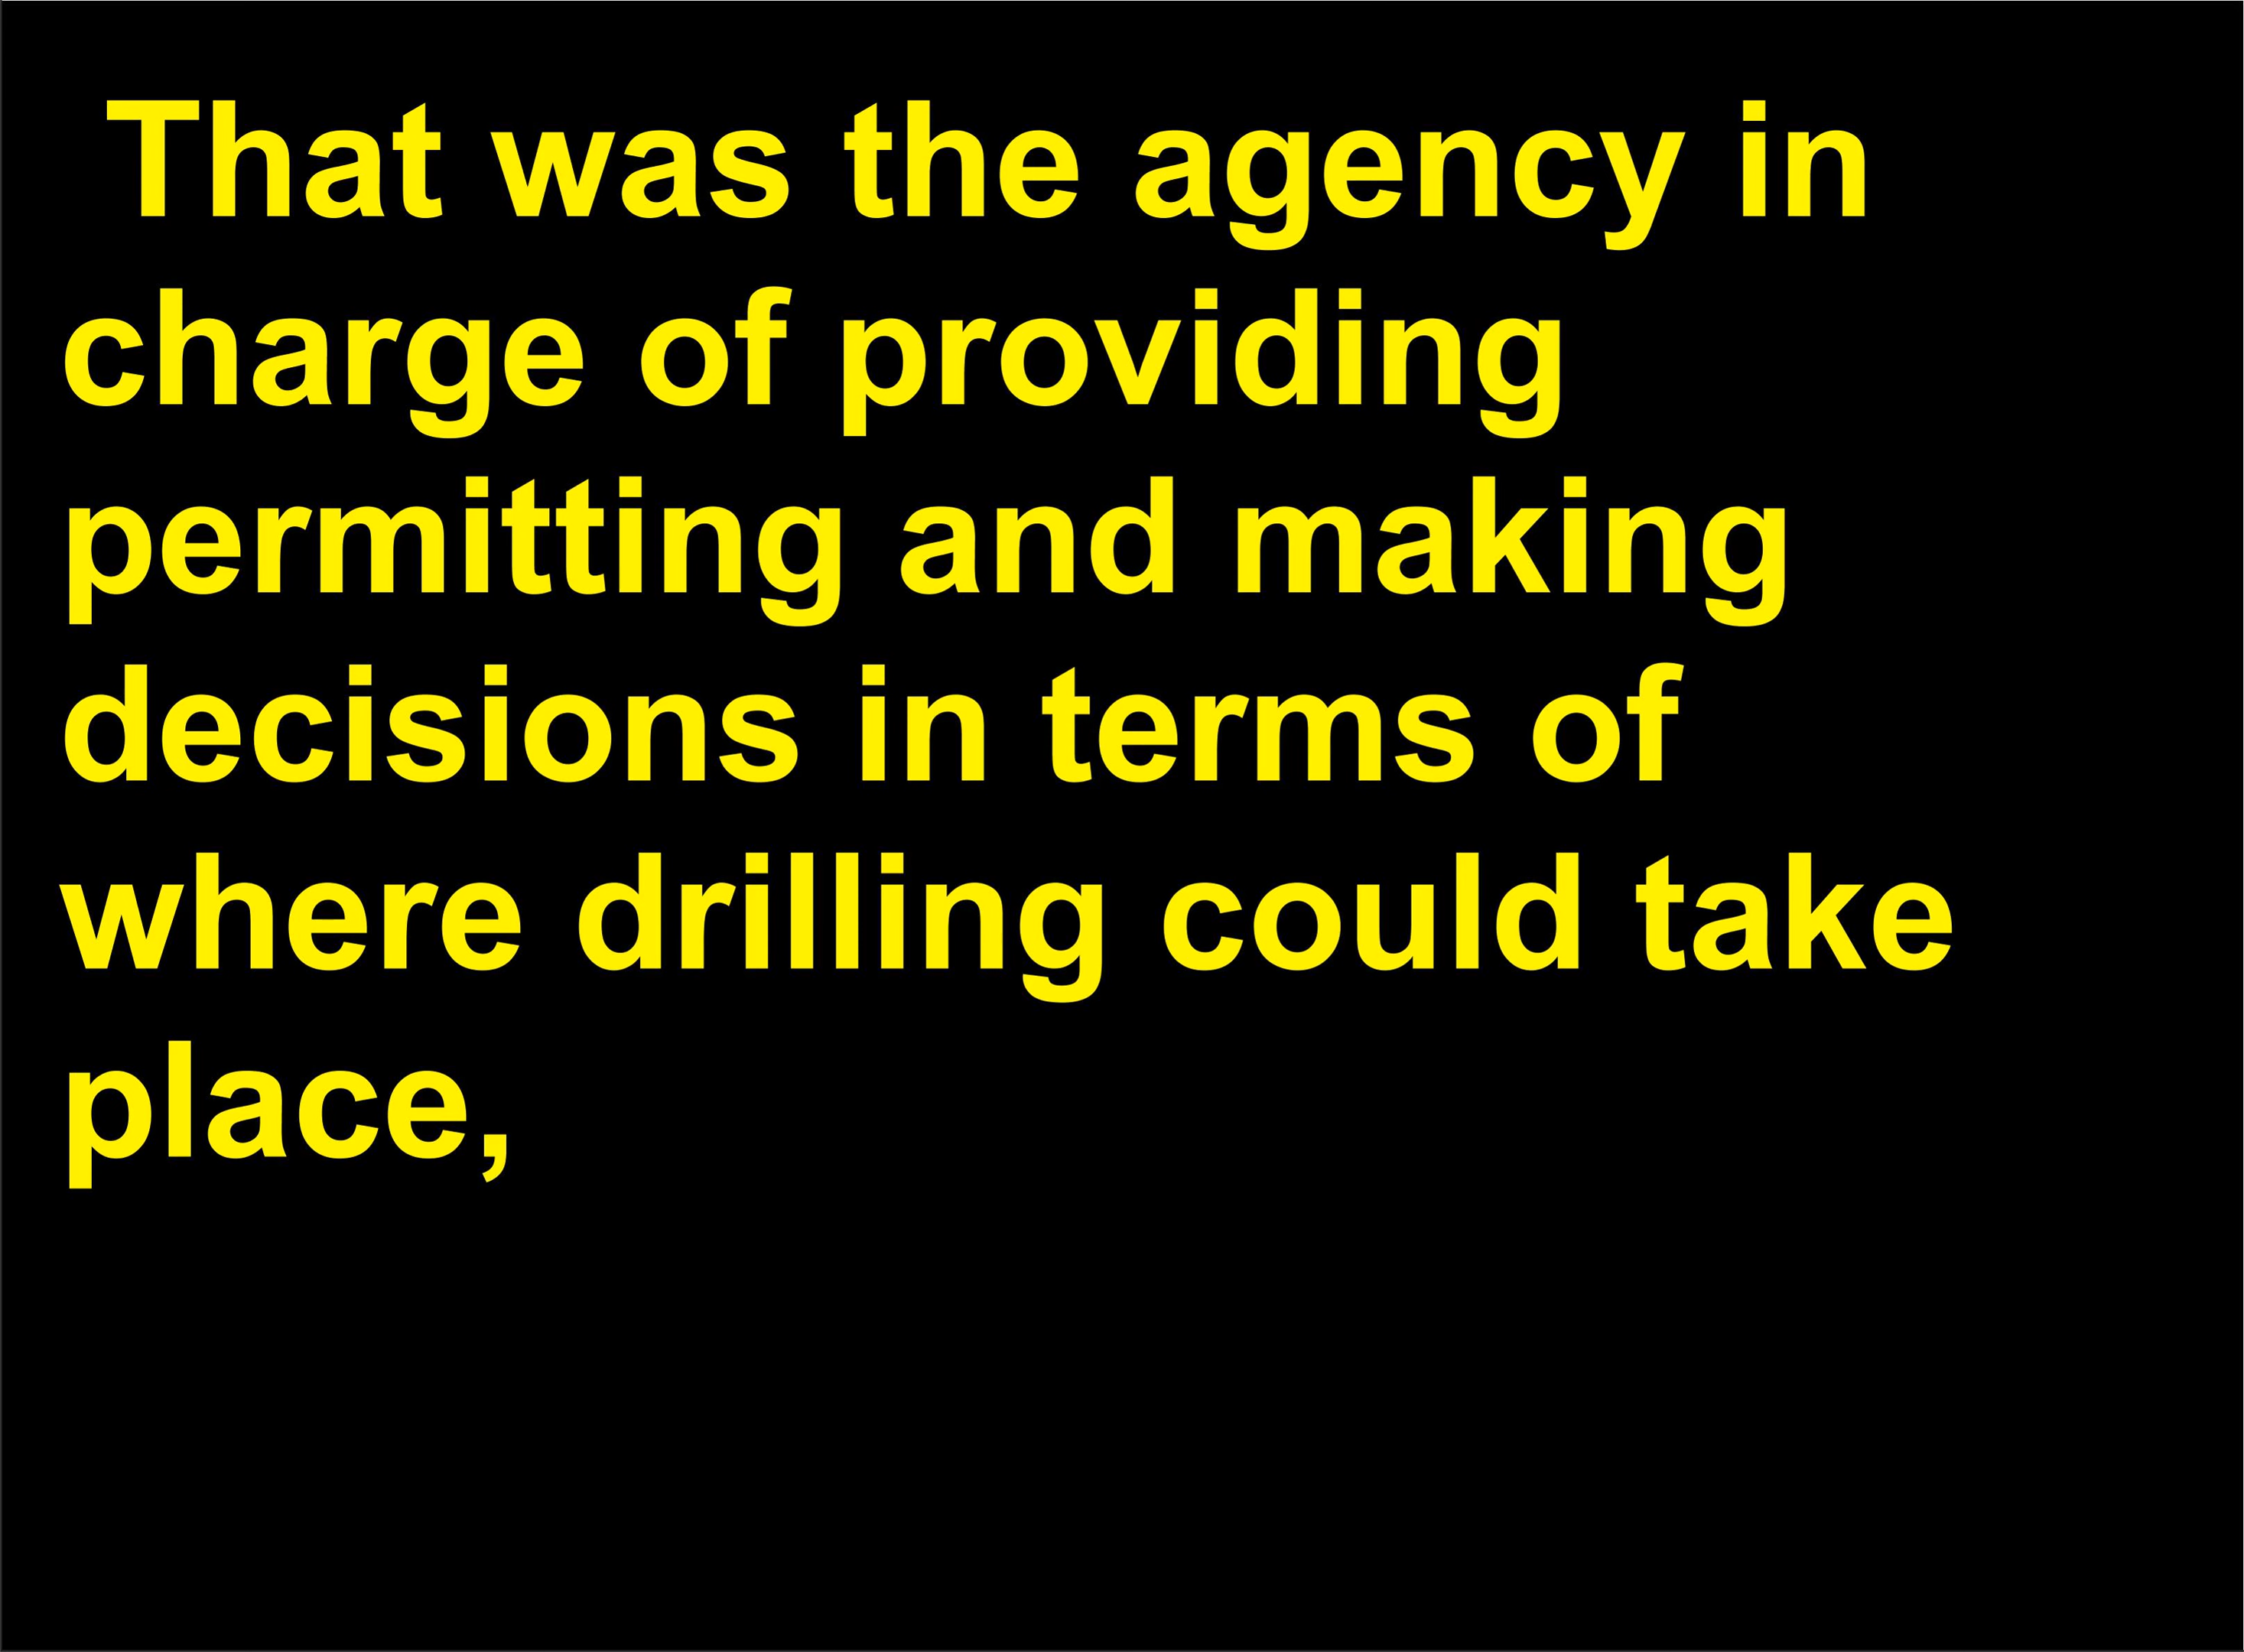 That was the agency in
charge of providing
permitting and making
decisions in terms of
where drilling could take
place,